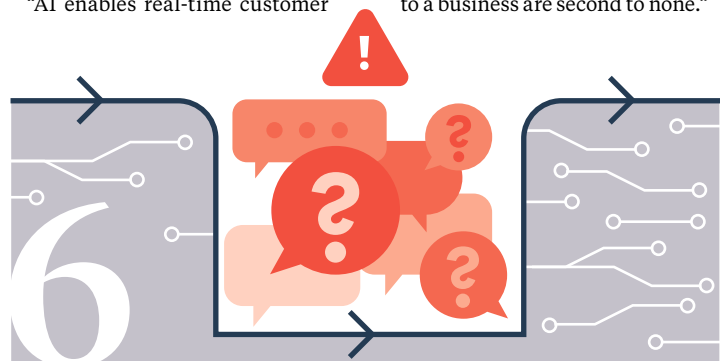 “AI enables real-time customer
to a business are second to none.”
!
?
?
?
6